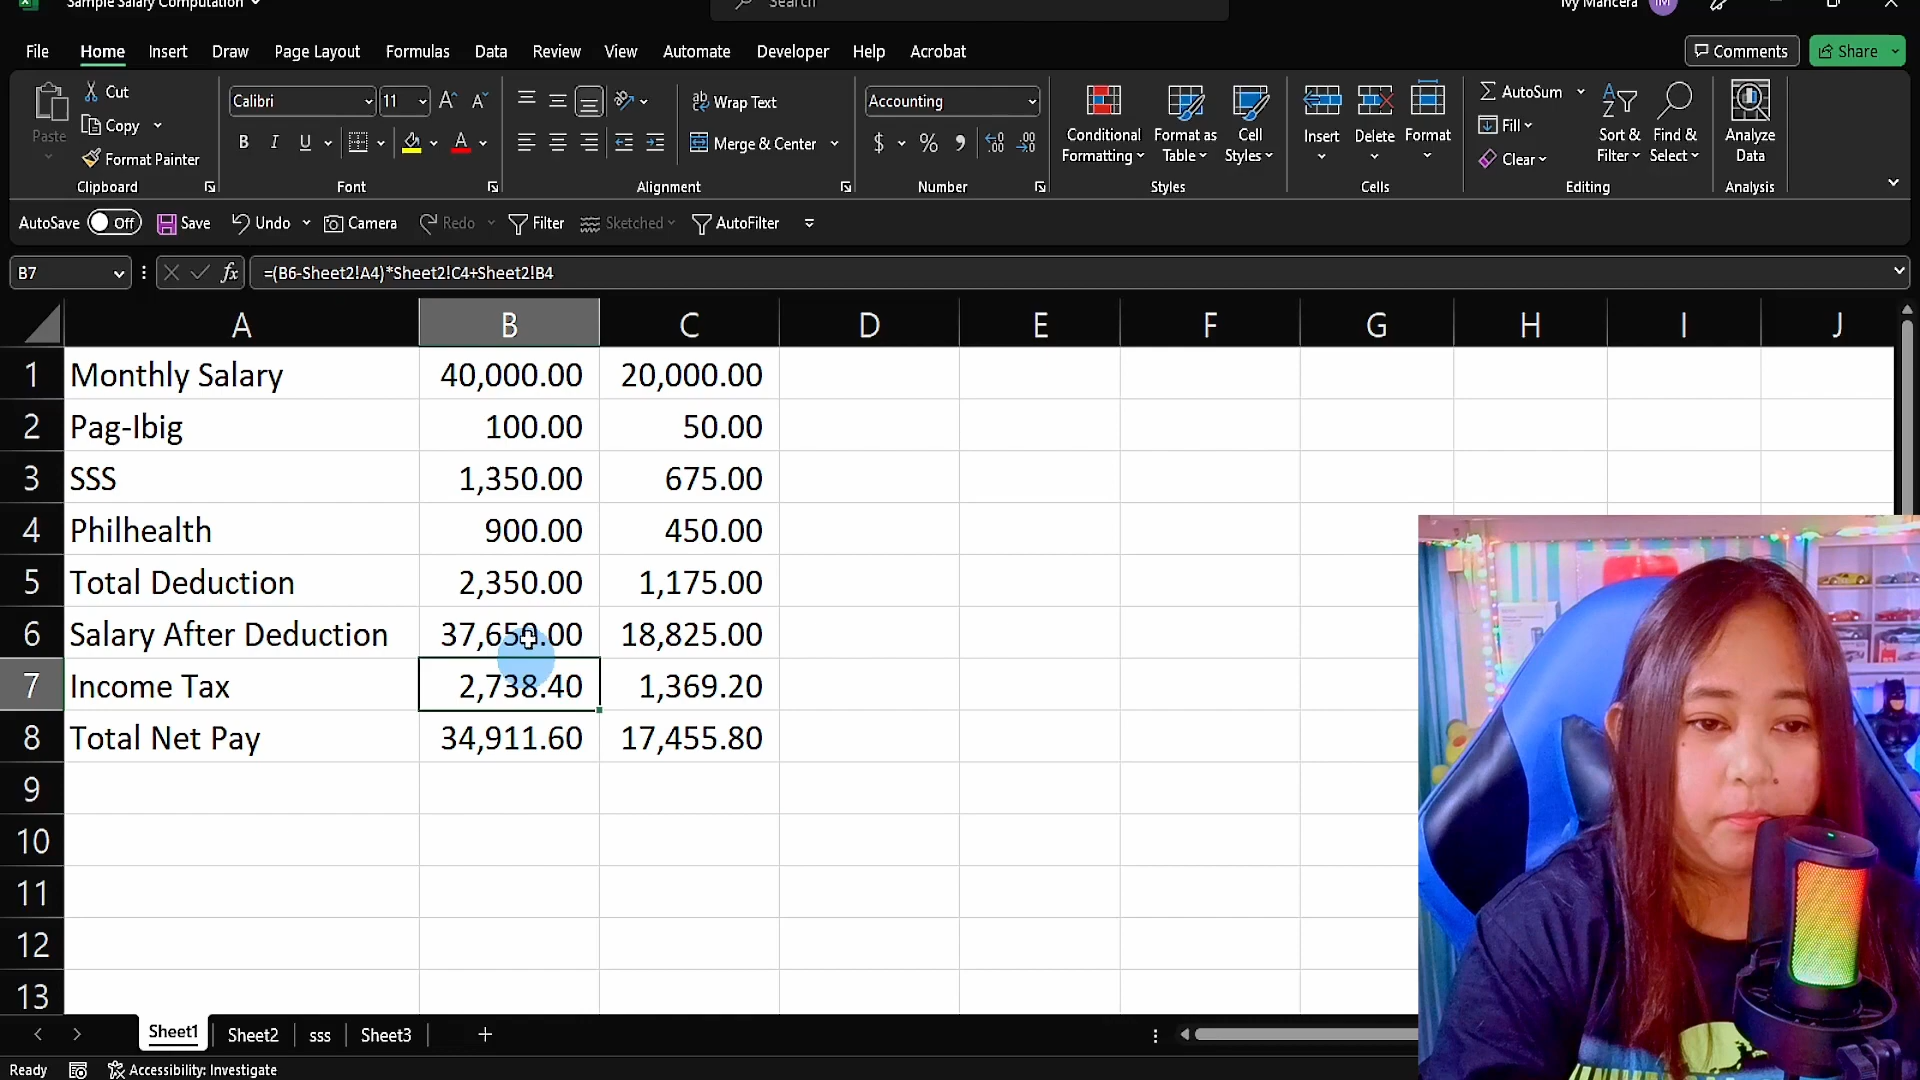 Sample Salary Computation
Search
Ivy Mancera
IM
File Home Insert Draw Page Layout Formulas Data Review View Automate Developer Help Acrobat
Comments Share
Paste
Cut
Copy
Format Painter
Clipboard
Calibri 11
B I U
Font
Wrap Text
Merge & Center
Alignment
Accounting
$ % ,
Number
Conditional Formatting
Format as Table
Cell Styles
Styles
Insert Delete Format
Cells
AutoSum
Fill
Clear
Sort & Filter
Find & Select
Editing
Analyze Data
Analysis
AutoSave Off Save Undo Camera Redo Filter Sketched AutoFilter
B7 fx =(B6-Sheet2!A4)*Sheet2!C4+Sheet2!B4
A B C D E F G H I J
1 Monthly Salary 40,000.00 20,000.00
2 Pag-Ibig 100.00 50.00
3 SSS 1,350.00 675.00
4 Philhealth 900.00 450.00
5 Total Deduction 2,350.00 1,175.00
6 Salary After Deduction 37,650.00 18,825.00
7 Income Tax 2,738.40 1,369.20
8 Total Net Pay 34,911.60 17,455.80
9
10
11
12
13
Sheet1 Sheet2 sss Sheet3
Ready Accessibility: Investigate